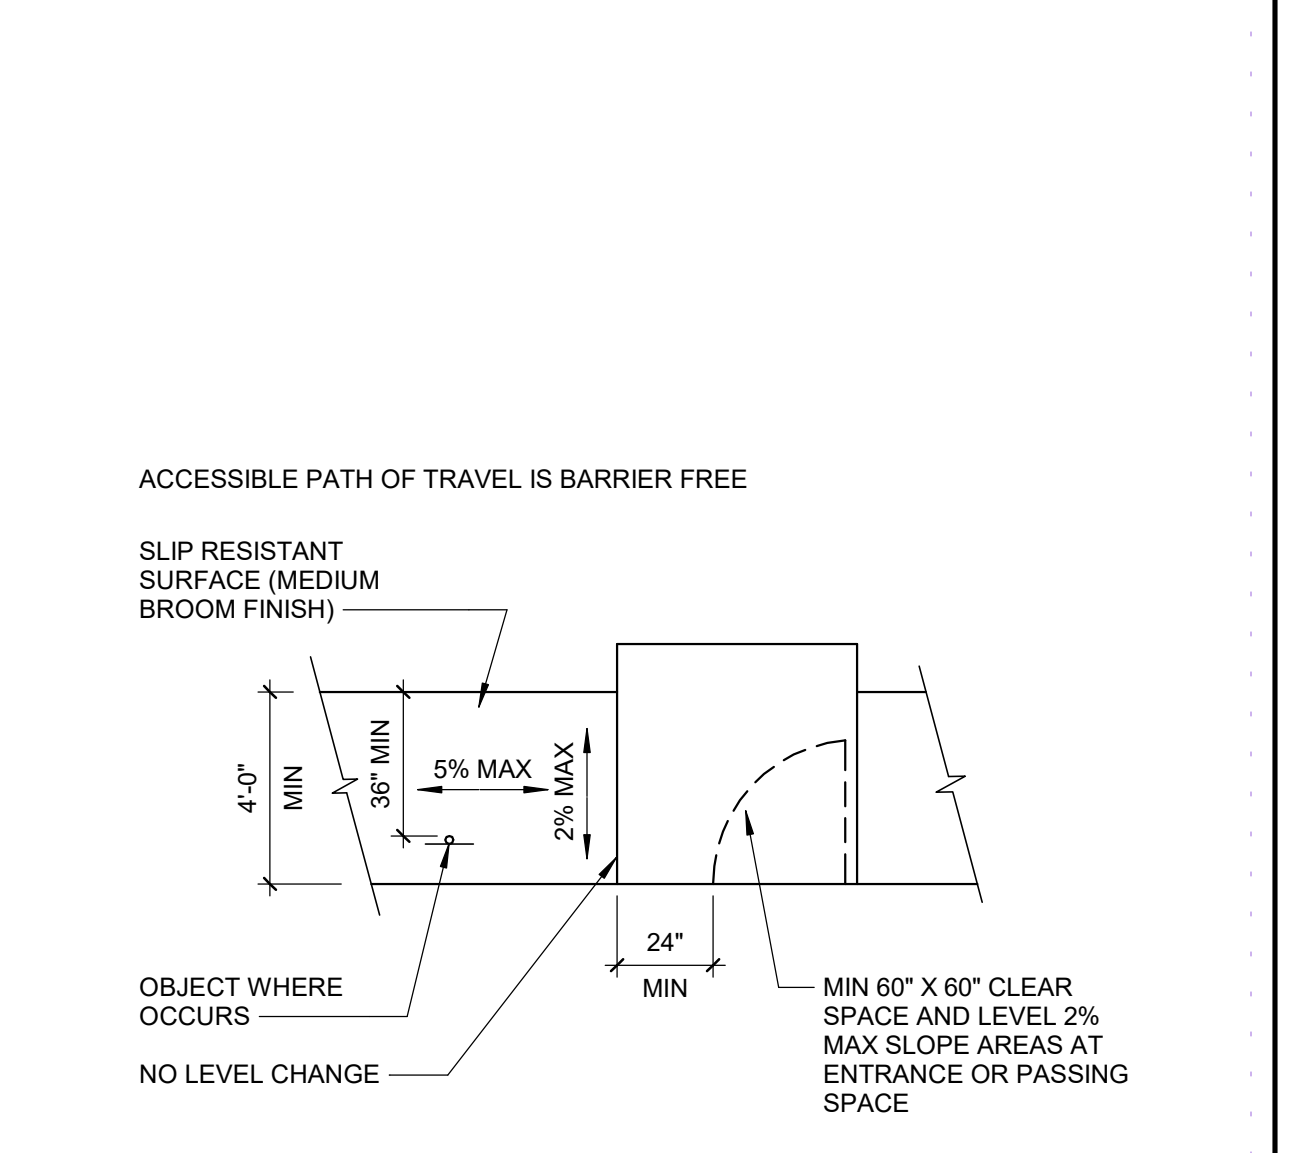 ACCESSIBLE PATH OF TRAVEL IS BARRIER FREE
SLIP RESISTANT
SURFACE (MEDIUM
BROOM FINISH)
4'-0"
MIN
36" MIN
5% MAX
2% MAX
24"
MIN
OBJECT WHERE
OCCURS
NO LEVEL CHANGE
MIN 60" X 60" CLEAR
SPACE AND LEVEL 2%
MAX SLOPE AREAS AT
ENTRANCE OR PASSING
SPACE